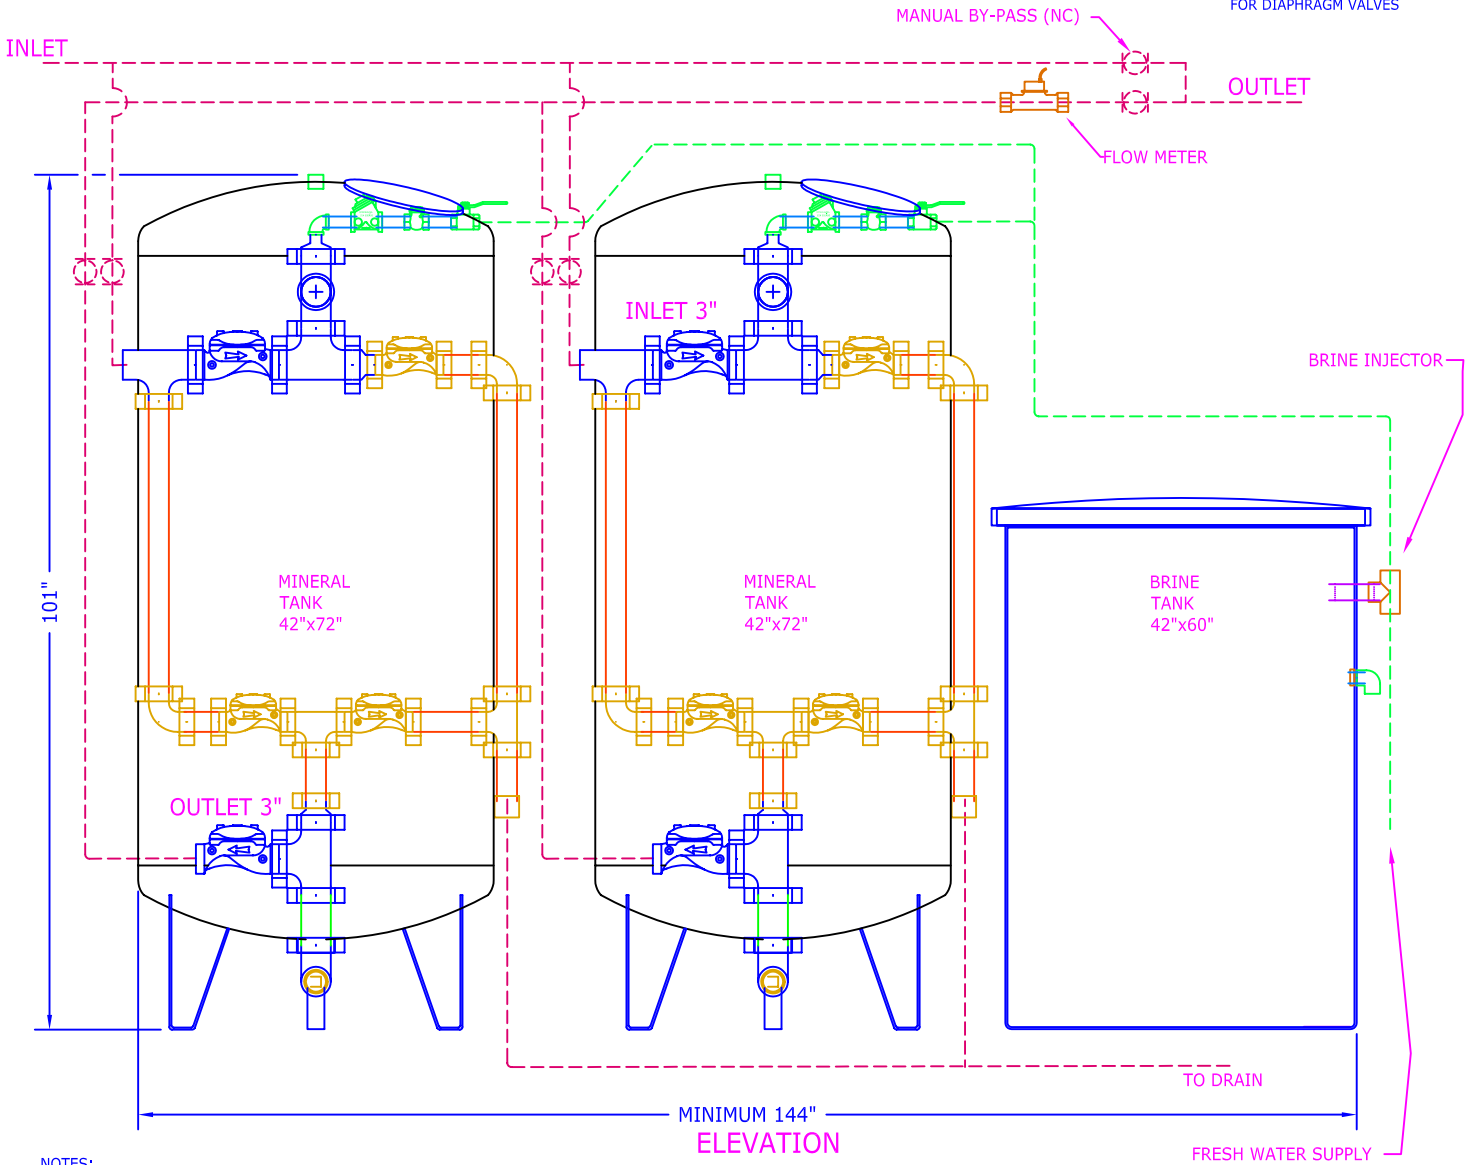 FOR DIAPHRAGM VALVES
MANUAL BY-PASS (NC)
INLET
OUTLET
FLOW METER
INLET 3"
BRINE INJECTOR
101"
MINERAL
TANK
42"x72"
MINERAL
TANK
42"x72"
BRINE
TANK
42"x60"
OUTLET 3"
TO DRAIN
MINIMUM 144"
ELEVATION
FRESH WATER SUPPLY
NOTES: